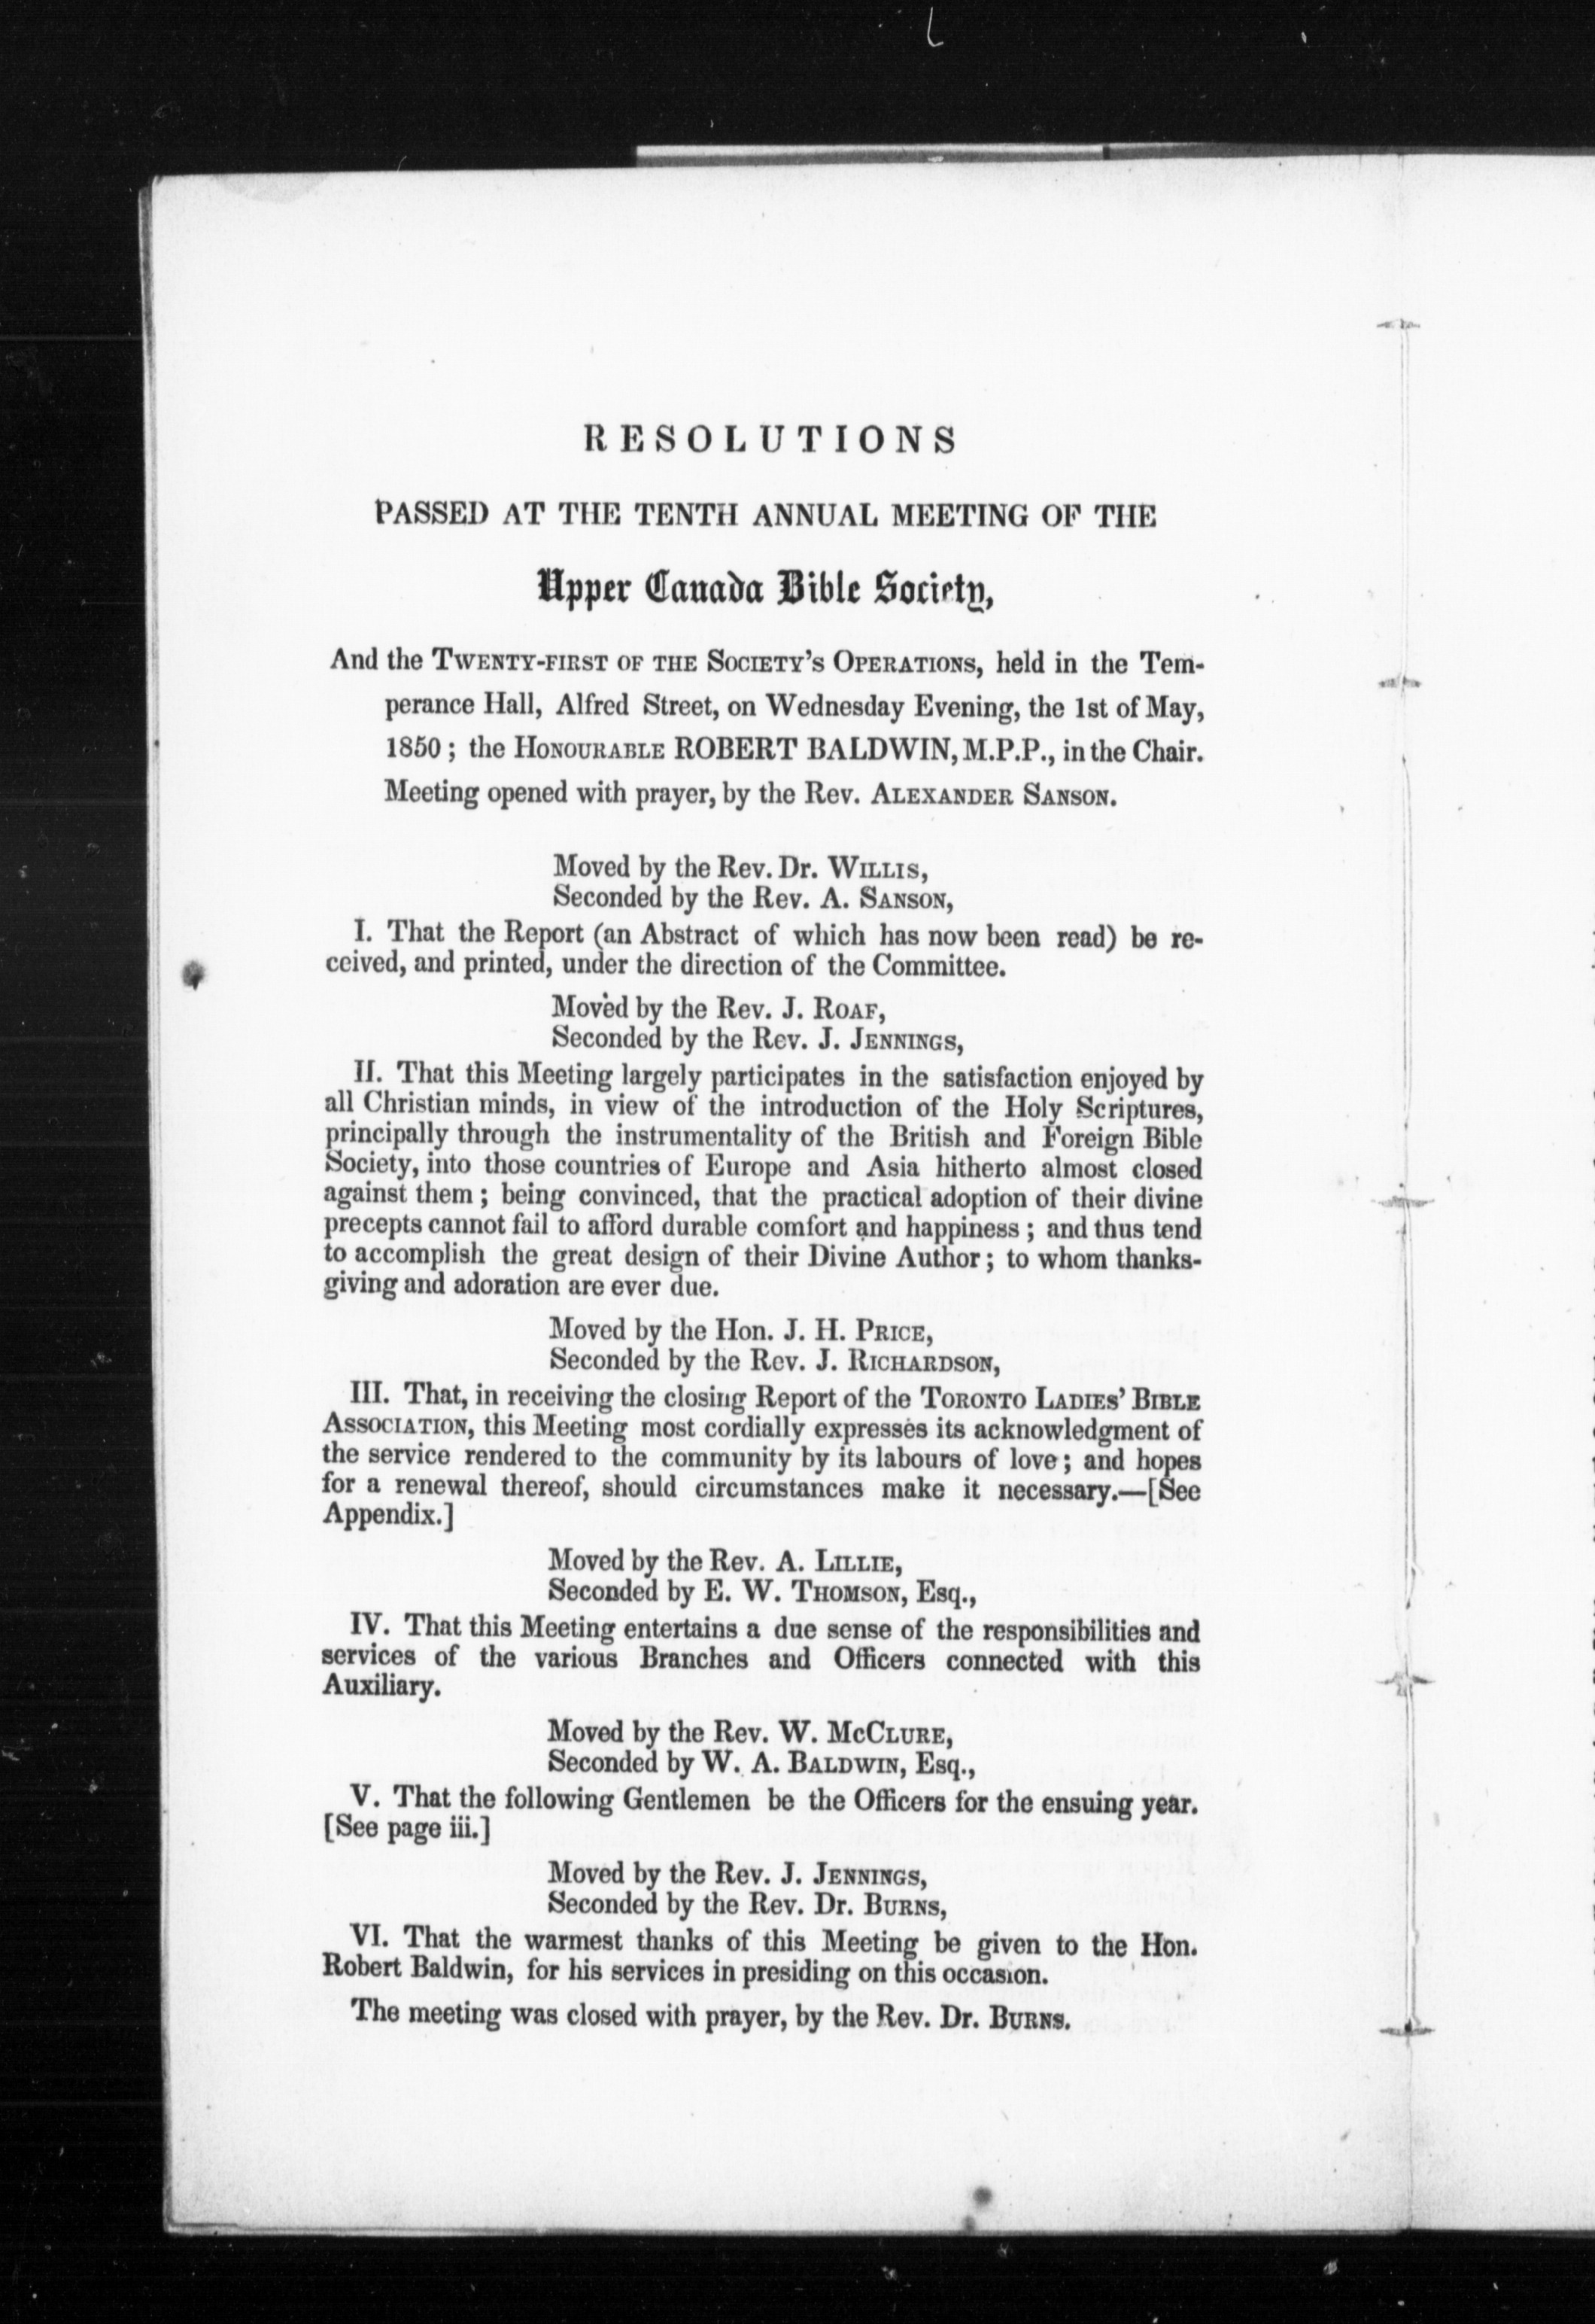 RESOLUTIONS
PASSED AT THE TENTH ANNUAL MEETING OF THE
Upper Canada Bible Society,
And the TWENTY-FIRST OF THE SOCIETY'S OPERATIONS, held in the Tem-
perance Hall, Alfred Street, on Wednesday Evening, the 1st of May,
1850; the HONOURABLE ROBERT BALDWIN, M.P.P., in the Chair.
Meeting opened with prayer, by the Rev. ALEXANDER SANSON.
Moved by the Rev. Dr. WILLIS,
Seconded by the Rev. A. SANSON,
I. That the Report (an Abstract of which has now been read) be re-
ceived, and printed, under the direction of the Committee.
Moved by the Rev. J. ROAF,
Seconded by the Rev. J. JENNINGS,
II. That this Meeting largely participates in the satisfaction enjoyed by
all Christian minds, in view of the introduction of the Holy Scriptures,
principally through the instrumentality of the British and Foreign Bible
Society, into those countries of Europe and Asia hitherto almost closed
against them; being convinced, that the practical adoption of their divine
precepts cannot fail to afford durable comfort and happiness; and thus tend
to accomplish the great design of their Divine Author; to whom thanks-
giving and adoration are ever due.
Moved by the Hon. J. H. PRICE,
Seconded by the Rev. J. RICHARDSON,
III. That, in receiving the closing Report of the TORONTO LADIES' BIBLE
ASSOCIATION, this Meeting most cordially expresses its acknowledgment of
the service rendered to the community by its labours of love; and hopes
for a renewal thereof, should circumstances make it necessary.—[See
Appendix.]
Moved by the Rev. A. LILLIE,
Seconded by E. W. THOMSON, Esq.,
IV. That this Meeting entertains a due sense of the responsibilities and
services of the various Branches and Officers connected with this
Auxiliary.
Moved by the Rev. W. MCCLURE,
Seconded by W. A. BALDWIN, Esq.,
V. That the following Gentlemen be the Officers for the ensuing year.
[See page iii.]
Moved by the Rev. J. JENNINGS,
Seconded by the Rev. Dr. BURNS,
VI. That the warmest thanks of this Meeting be given to the Hon.
Robert Baldwin, for his services in presiding on this occasion.
The meeting was closed with prayer, by the Rev. Dr. BURNS.